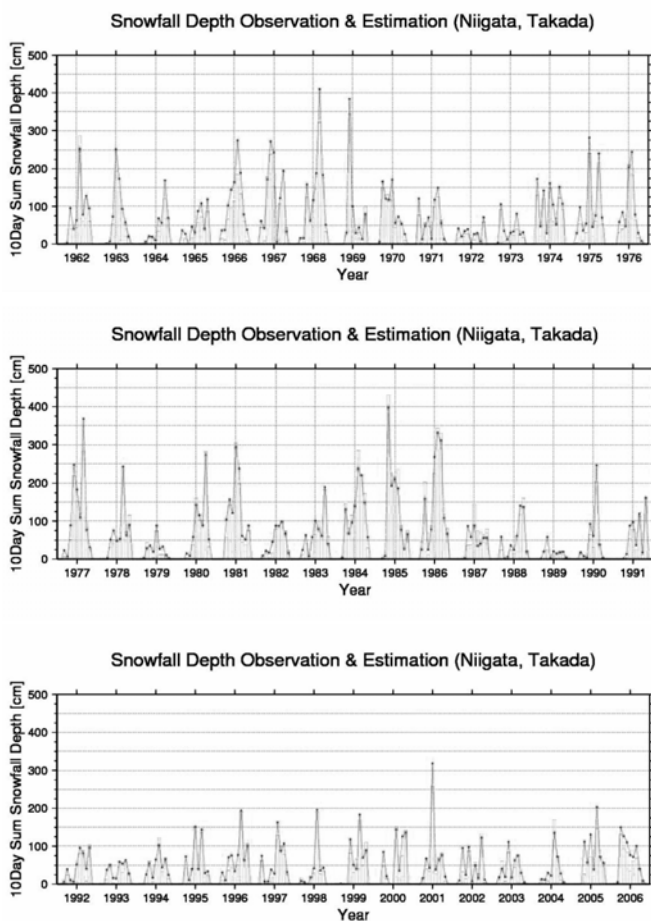 Snowfall Depth Observation & Estimation (Niigata, Takada)
10Day Sum Snowfall Depth [cm]
500
400
300
200
100
0
1962 1963 1964 1965 1966 1967 1968 1969 1970 1971 1972 1973 1974 1975 1976
Year
Snowfall Depth Observation & Estimation (Niigata, Takada)
10Day Sum Snowfall Depth [cm]
500
400
300
200
100
0
1977 1978 1979 1980 1981 1982 1983 1984 1985 1986 1987 1988 1989 1990 1991
Year
Snowfall Depth Observation & Estimation (Niigata, Takada)
10Day Sum Snowfall Depth [cm]
500
400
300
200
100
0
1992 1993 1994 1995 1996 1997 1998 1999 2000 2001 2002 2003 2004 2005 2006
Year